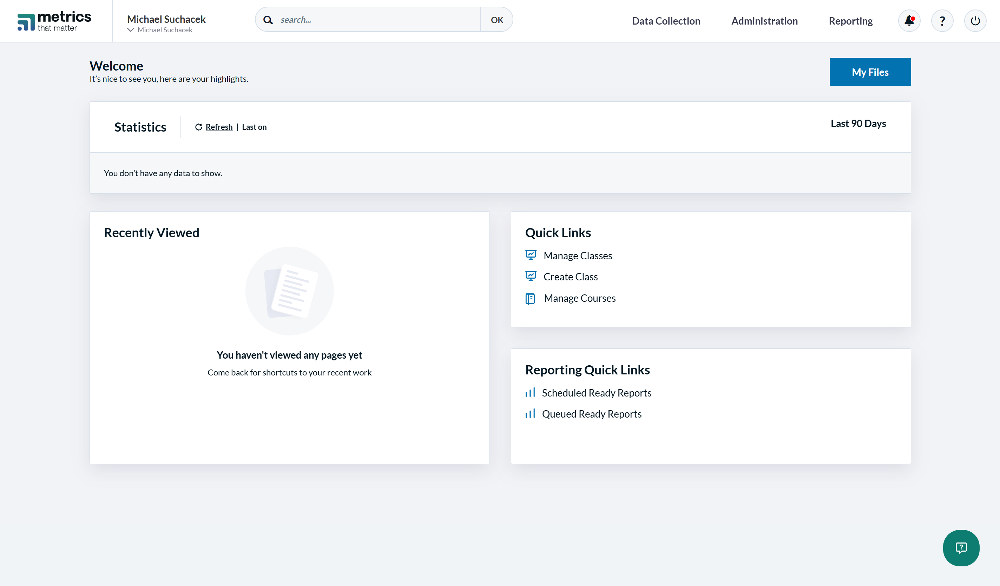 metrics
that matter
Michael Suchacek
Michael Suchacek
search...
OK
Data Collection
Administration
Reporting
?
Welcome
It’s nice to see you, here are your highlights.
My Files
Statistics
Refresh | Last on
Last 90 Days
You don’t have any data to show.
Recently Viewed
You haven't viewed any pages yet
Come back for shortcuts to your recent work
Quick Links
Manage Classes
Create Class
Manage Courses
Reporting Quick Links
Scheduled Ready Reports
Queued Ready Reports
?